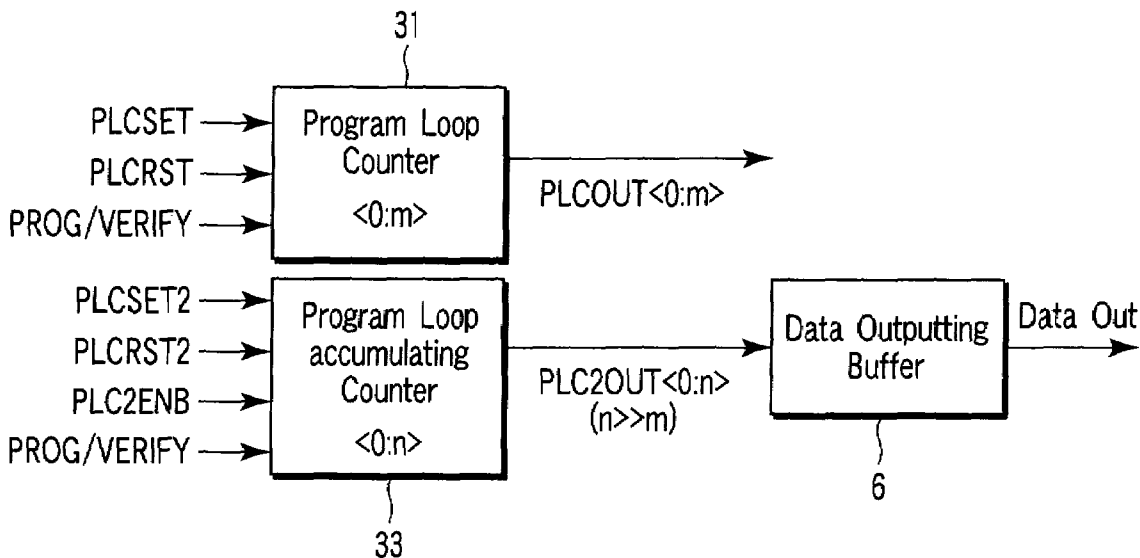 31
PLCSET
PLCRST
PROG/VERIFY
Program Loop
Counter
<0:m>
PLCOUT<0:m>
PLCSET2
PLCRST2
PLC2ENB
PROG/VERIFY
Program Loop
accumulating
Counter
<0:n>
33
PLC2OUT<0:n>
(n>>m)
Data Outputting
Buffer
6
Data Out